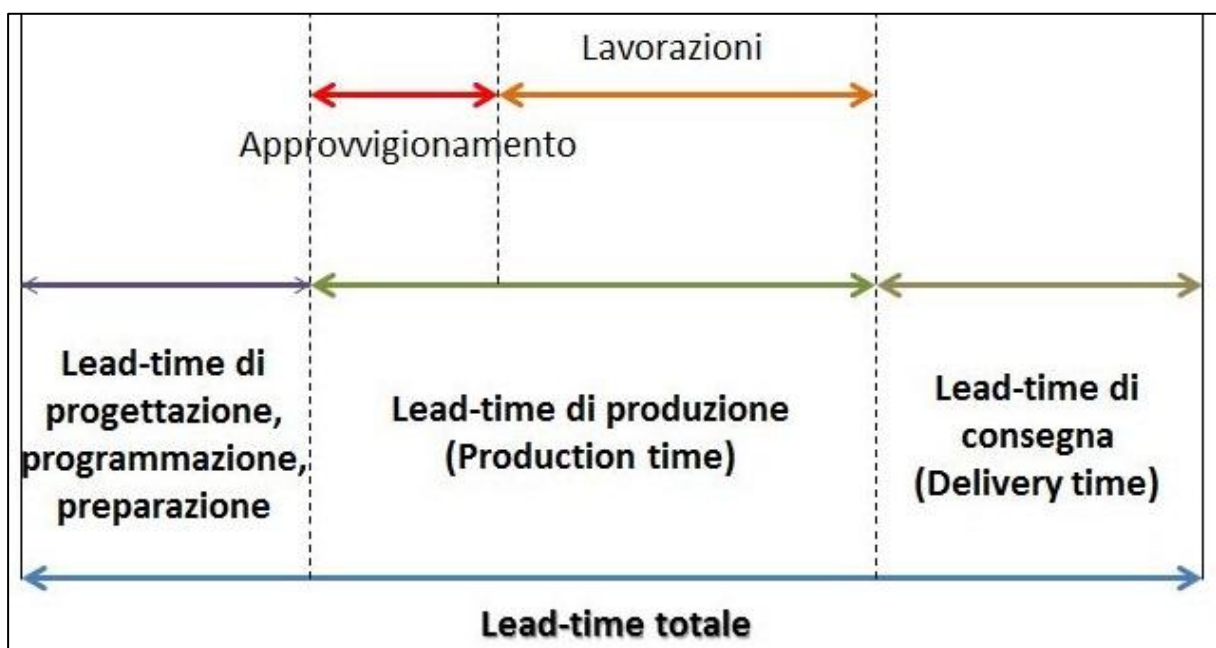 Lavorazioni
Approvvigionamento
Lead-time di
progettazione,
programmazione,
preparazione
Lead-time di produzione
(Production time)
Lead-time di
consegna
(Delivery time)
Lead-time totale